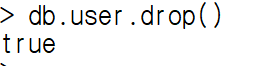 > db.user.drop()
true
>